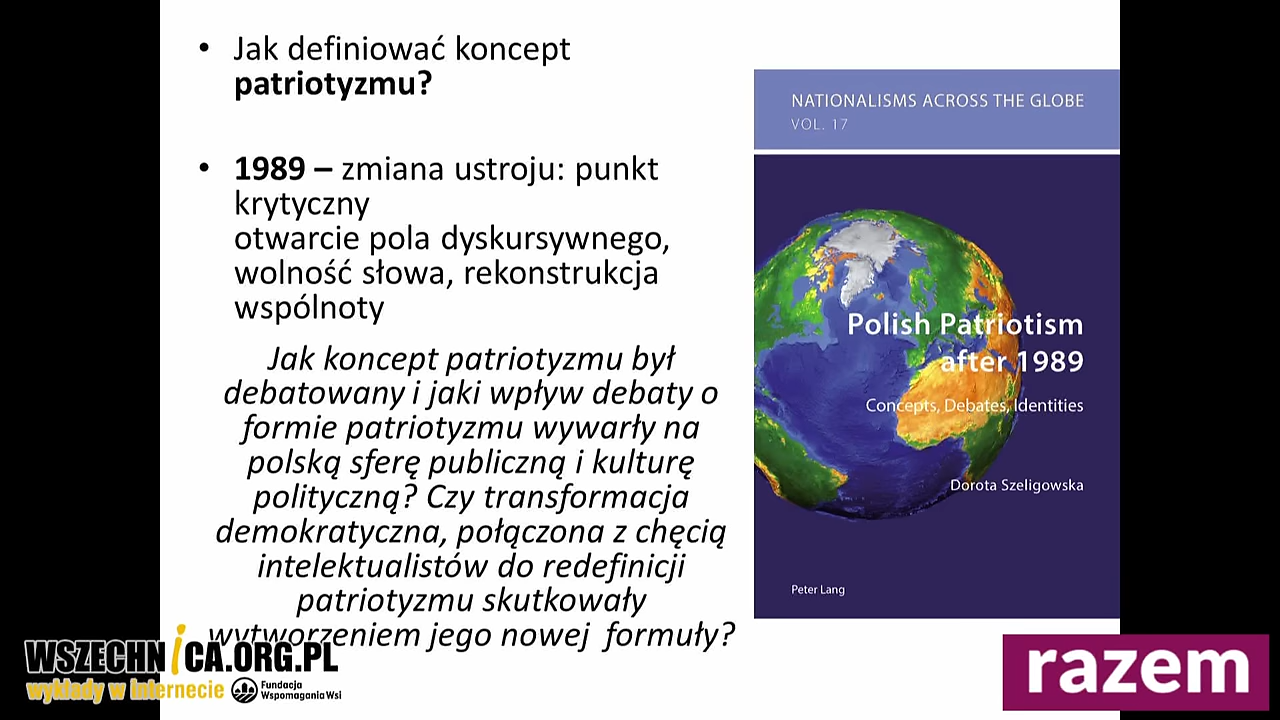 • Jak definiować koncept
patriotyzmu?
• 1989 – zmiana ustroju: punkt
krytyczny
otwarcie pola dyskursywnego,
wolność słowa, rekonstrukcja
wspólnoty
Jak koncept patriotyzmu był
debatowany i jaki wpływ debaty o
formie patriotyzmu wywarły na
polską sferę publiczną i kulturę
polityczną? Czy transformacja
demokratyczna, połączona z chęcią
intelektualistów do redefinicji
patriotyzmu skutkowały
wytworzeniem jego nowej formuły?
NATIONALISMS ACROSS THE GLOBE
VOL. 17
Polish Patriotism
after 1989
Concepts, Debates, Identities
Dorota Szeligowska
Peter Lang
WSZECHNiCA.ORG.PL
wykłady w internecie
Fundacja
Wspomagania Wsi
razem